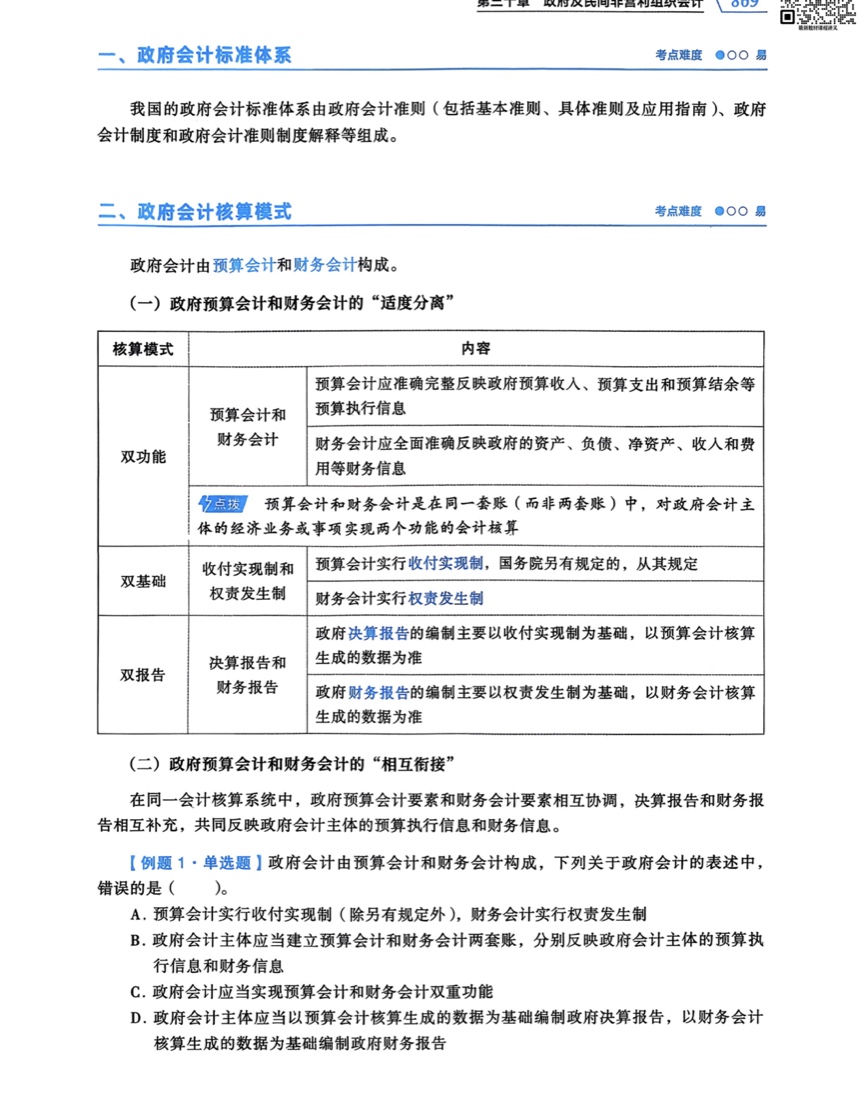 第三十章 政府及民间非营利组织会计 869
一、政府会计标准体系 考点难度 易
我国的政府会计标准体系由政府会计准则（包括基本准则、具体准则及应用指南）、政府
会计制度和政府会计准则制度解释等组成。
二、政府会计核算模式 考点难度 易
政府会计由预算会计和财务会计构成。
（一）政府预算会计和财务会计的“适度分离”
核算模式 内容
双功能
预算会计和
财务会计
预算会计应准确完整反映政府预算收入、预算支出和预算结余等
预算执行信息
财务会计应全面准确反映政府的资产、负债、净资产、收入和费
用等财务信息
点拨 预算会计和财务会计是在同一套账（而非两套账）中，对政府会计主
体的经济业务或事项实现两个功能的会计核算
双基础
收付实现制和
权责发生制
预算会计实行收付实现制，国务院另有规定的，从其规定
财务会计实行权责发生制
双报告
决算报告和
财务报告
政府决算报告的编制主要以收付实现制为基础，以预算会计核算
生成的数据为准
政府财务报告的编制主要以权责发生制为基础，以财务会计核算
生成的数据为准
（二）政府预算会计和财务会计的“相互衔接”
在同一会计核算系统中，政府预算会计要素和财务会计要素相互协调，决算报告和财务报
告相互补充，共同反映政府会计主体的预算执行信息和财务信息。
【例题1·单选题】政府会计由预算会计和财务会计构成，下列关于政府会计的表述中，
错误的是（ ）。
A. 预算会计实行收付实现制（除另有规定外），财务会计实行权责发生制
B. 政府会计主体应当建立预算会计和财务会计两套账，分别反映政府会计主体的预算执
行信息和财务信息
C. 政府会计应当实现预算会计和财务会计双重功能
D. 政府会计主体应当以预算会计核算生成的数据为基础编制政府决算报告，以财务会计
核算生成的数据为基础编制政府财务报告